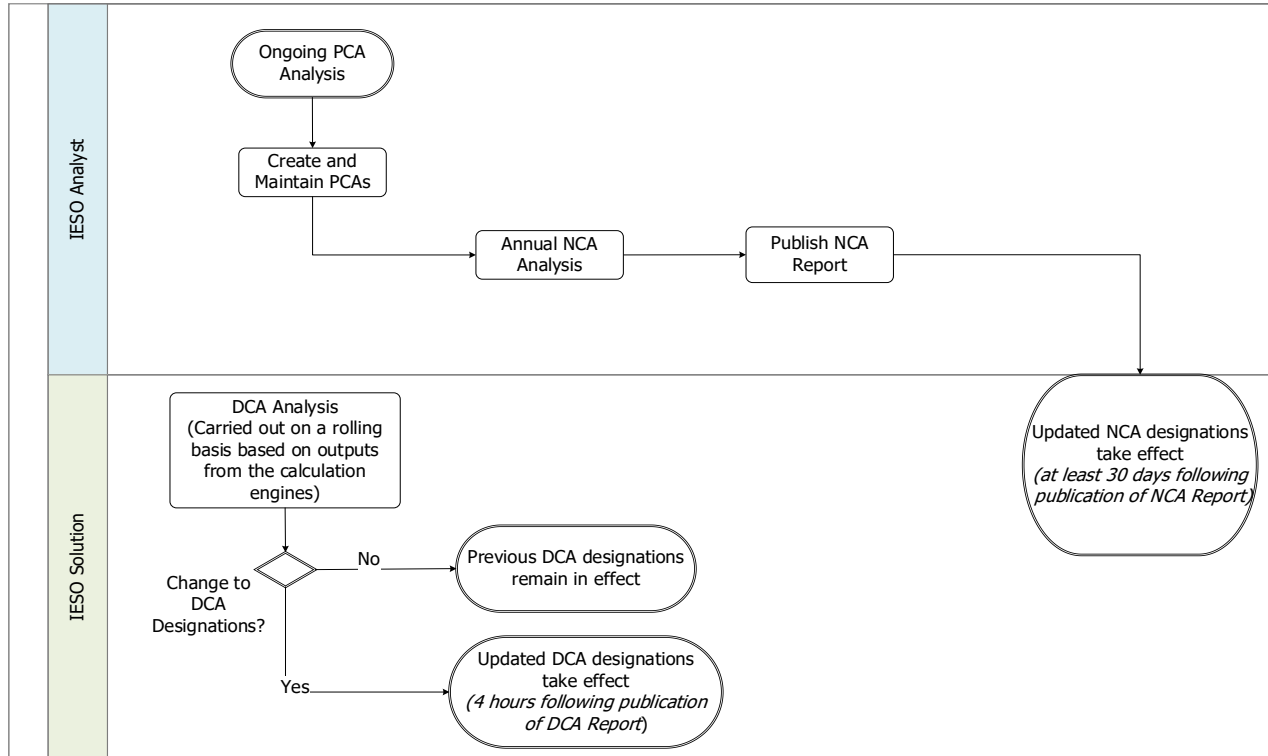 IESO Analyst
Ongoing PCA
Analysis
Create and
Maintain PCAs
Annual NCA
Analysis
Publish NCA
Report
IESO Solution
DCA Analysis
(Carried out on a rolling
basis based on outputs
from the calculation
engines)
Updated NCA designations
take effect
(at least 30 days following
publication of NCA Report)
Change to
DCA
Designations?
No
Previous DCA designations
remain in effect
Yes
Updated DCA designations
take effect
(4 hours following publication
of DCA Report)